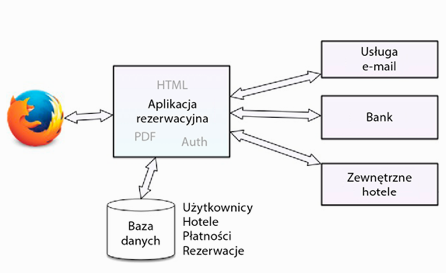 HTML
Aplikacja
rezerwacyjna
PDF
Auth
Usługa
e-mail
Bank
Zewnętrzne
hotele
Baza
danych
Użytkownicy
Hotele
Płatności
Rezerwacje